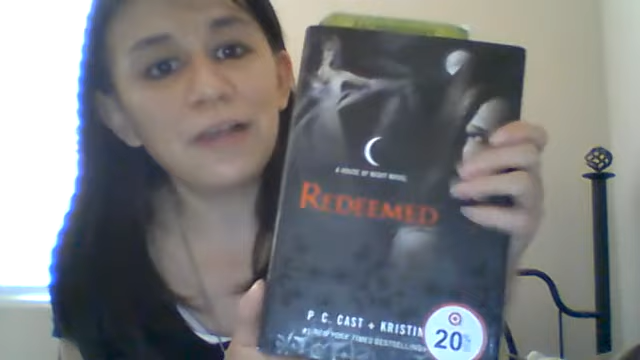 A HOUSE OF NIGHT NOVEL
REDEEMED
P. C. CAST + KRISTIN
#1 NEW YORK TIMES BESTSELLING
20